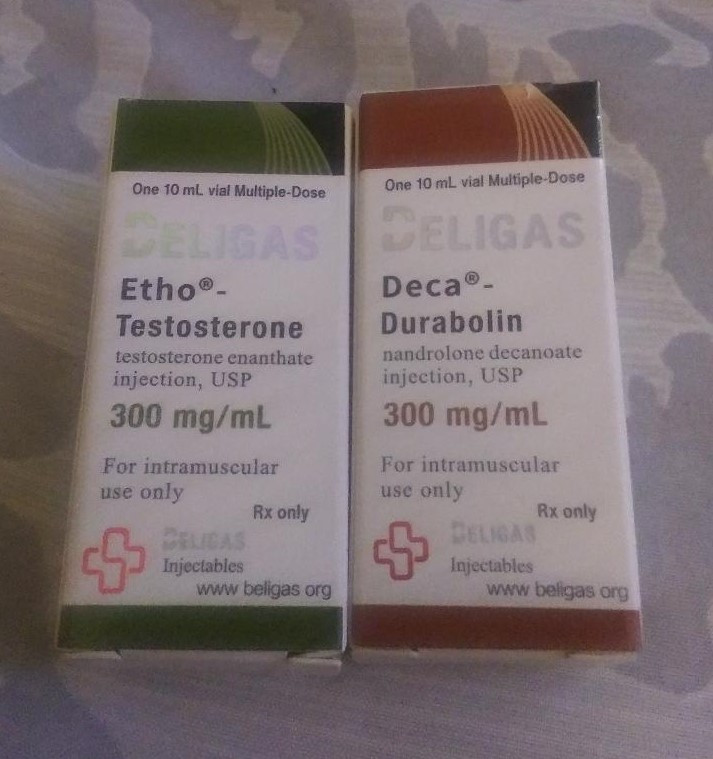 One 10 mL vial Multiple-Dose
BELIGAS
Etho®-
Testosterone
testosterone enanthate
injection, USP
300 mg/mL
For intramuscular
use only
Rx only
BELIGAS
Injectables
www beligas org
One 10 mL vial Multiple-Dose
BELIGAS
Deca®-
Durabolin
nandrolone decanoate
injection, USP
300 mg/mL
For intramuscular
use only
Rx only
BELIGAS
Injectables
www beligas org